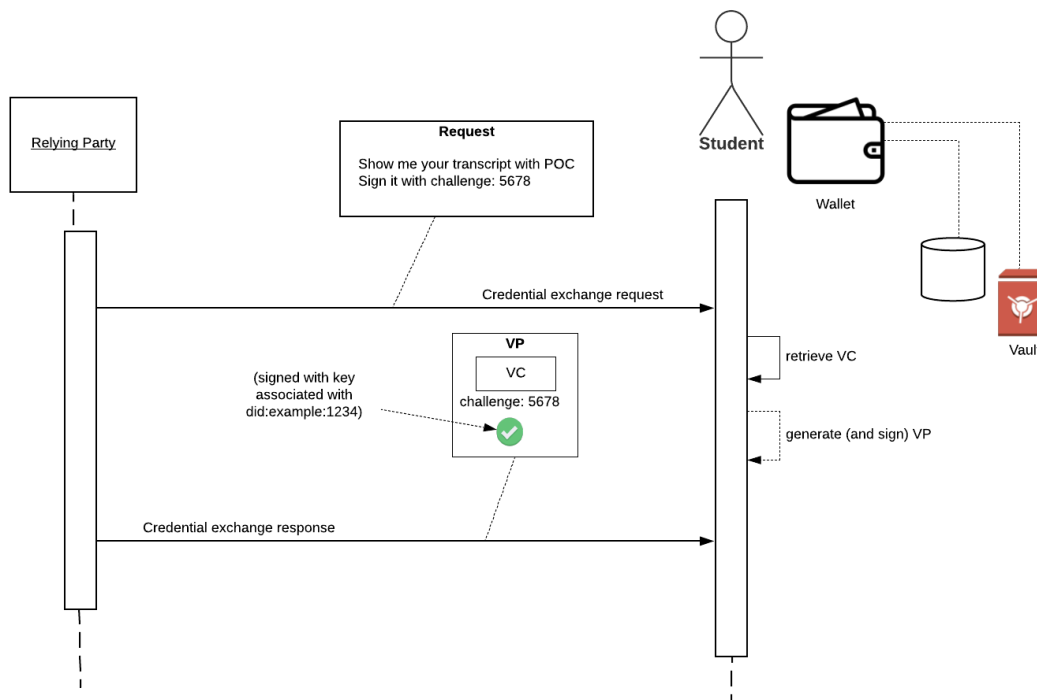 Relying Party
Request
Show me your transcript with POC
Sign it with challenge: 5678
Student
Wallet
Credential exchange request
Vault
VP
VC
challenge: 5678
(signed with key
associated with
did:example:1234)
retrieve VC
generate (and sign) VP
Credential exchange response